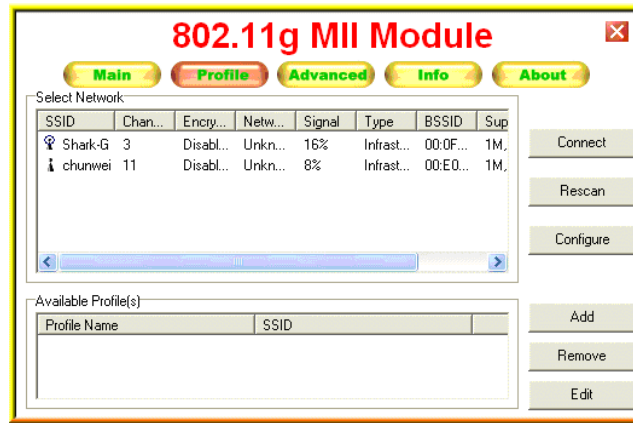 802.11g MII Module
Main Profile Advanced Info About
Select Network
SSID Chan... Encry... Netw... Signal Type BSSID Sup
Shark-G 3 Disabl... Unkn... 16% Infrast... 00:0F... 1M,
chunwei 11 Disabl... Unkn... 8% Infrast... 00:E0... 1M,
Connect
Rescan
Configure
Available Profile(s)
Profile Name SSID
Add
Remove
Edit